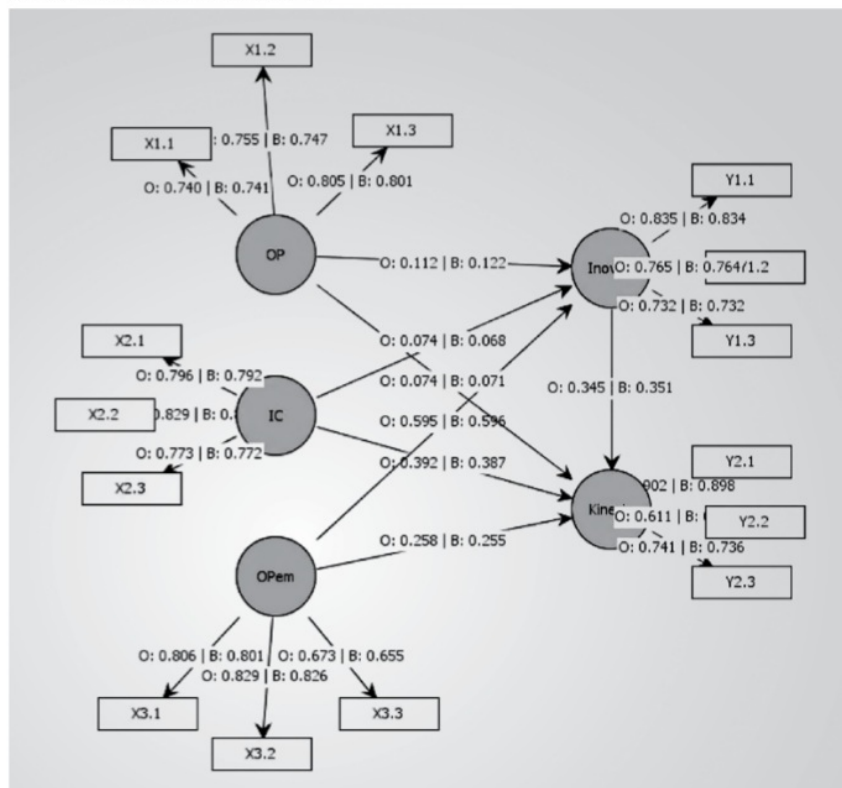 X1.2
X1.1
: 0.755 | B: 0.747
X1.3
O: 0.740 | B: 0.741
O: 0.805 | B: 0.801
OP
Y1.1
O: 0.835 | B: 0.834
O: 0.112 | B: 0.122
O: 0.765 | B: 0.764
1.2
O: 0.732 | B: 0.732
Y1.3
X2.1
O: 0.074 | B: 0.068
O: 0.796 | B: 0.792
O: 0.074 | B: 0.071
O: 0.345 | B: 0.351
X2.2
0.829 | B:
IC
O: 0.595 | B: 0.596
O: 0.773 | B: 0.772
O: 0.392 | B: 0.387
X2.3
Y2.1
902 | B: 0.898
O: 0.611 | B:
Y2.2
O: 0.258 | B: 0.255
O: 0.741 | B: 0.736
Y2.3
OPem
O: 0.806 | B: 0.801
O: 0.673 | B: 0.655
O: 0.829 | B: 0.826
X3.1
X3.3
X3.2